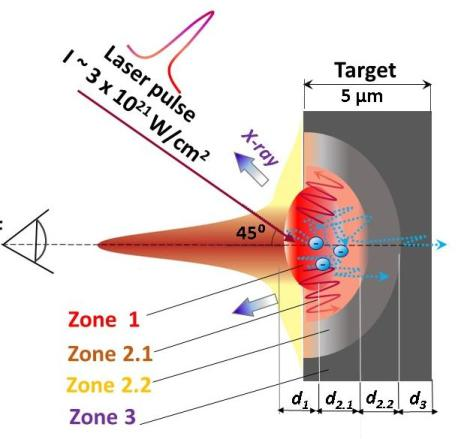 Laser pulse
I ~ 3 x 10²¹ W/cm²
Target
5 µm
X-ray
45⁰
Zone 1
Zone 2.1
Zone 2.2
Zone 3
d₁ d₂.₁ d₂.₂ d₃